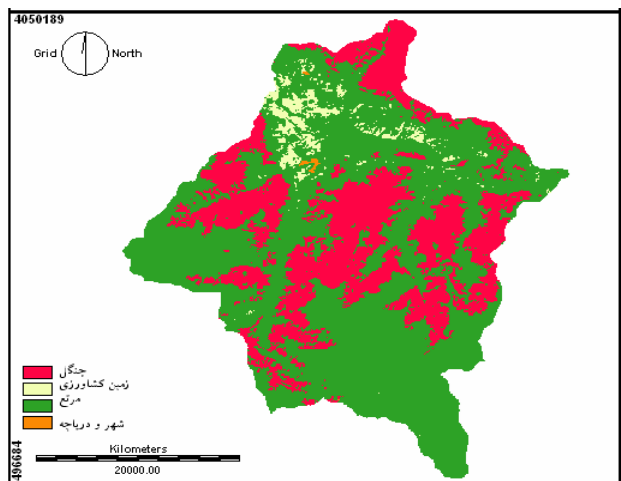 4050189
Grid North
جنگل
زمین کشاورزی
مرتع
شهر و دریاچه
Kilometers
20000.00
496684